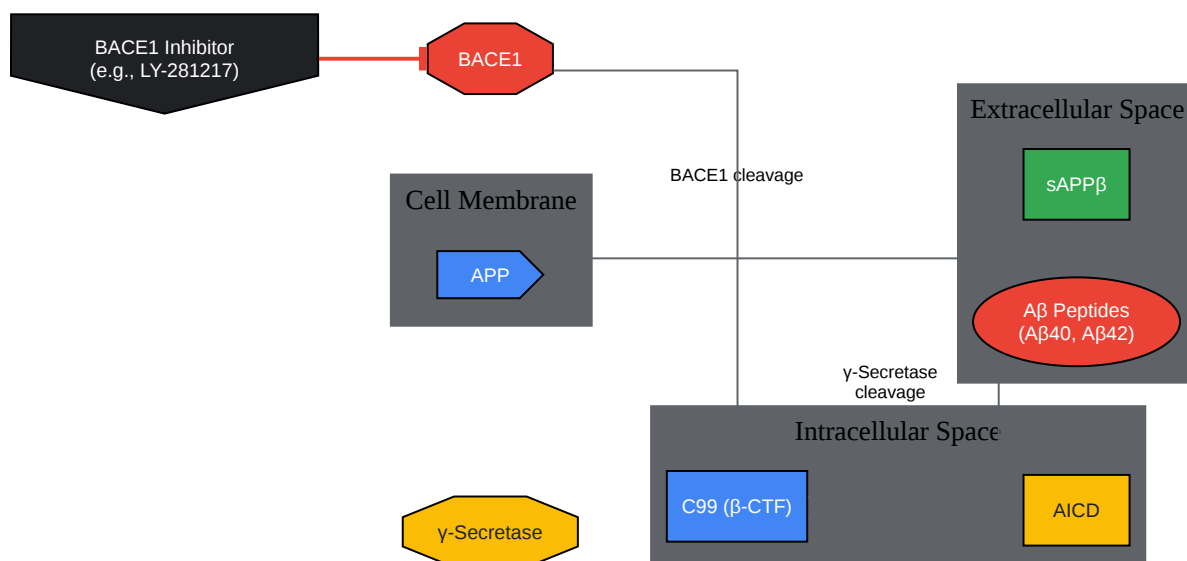 BACE1 Inhibitor
(e.g., LY-281217)
BACE1
Extracellular Space
BACE1 cleavage
sAPPβ
Cell Membrane
APP
Aβ Peptides
(Aβ40, Aβ42)
γ-Secretase
cleavage
Intracellular Space
C99 (β-CTF)
AICD
γ-Secretase